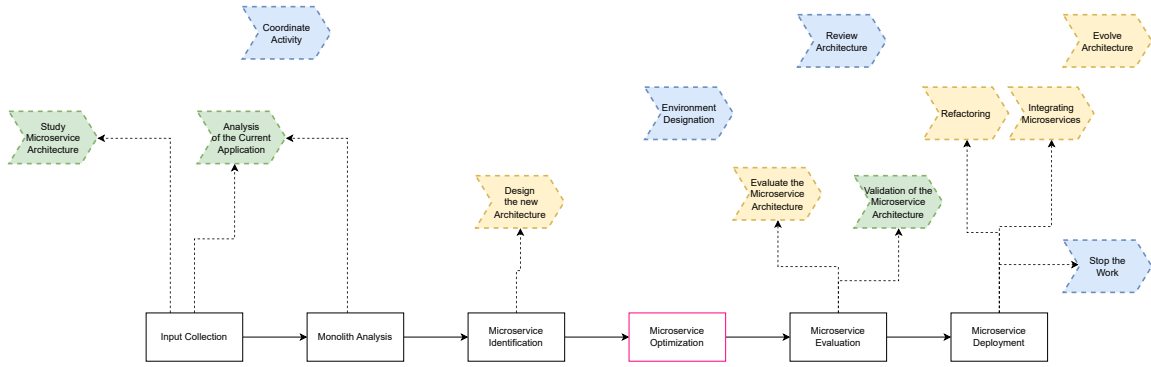 Coordinate
Activity
Review
Architecture
Evolve
Architecture
Study
Microservice
Architecture
Analysis
of the Current
Application
Environment
Designation
Refactoring
Integrating
Microservices
Design
the new
Architecture
Evaluate the
Microservice
Architecture
Validation of the
Microservice
Architecture
Stop the
Work
Input Collection
Monolith Analysis
Microservice
Identification
Microservice
Optimization
Microservice
Evaluation
Microservice
Deployment